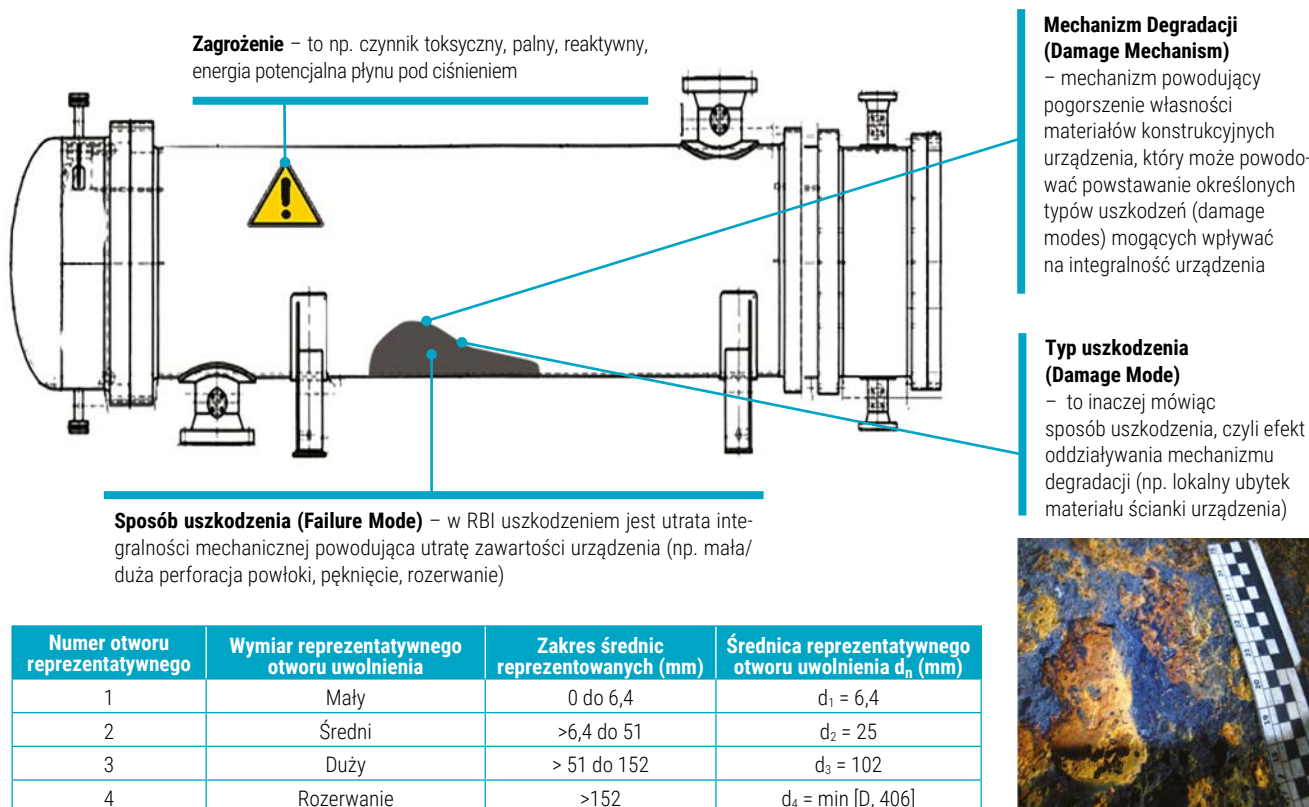 Zagrożenie – to np. czynnik toksyczny, palny, reaktywny,
energia potencjalna płynu pod ciśnieniem
Mechanizm Degradacji
(Damage Mechanism)
– mechanizm powodujący
pogorszenie własności
materiałów konstrukcyjnych
urządzenia, który może powodo-
wać powstawanie określonych
typów uszkodzeń (damage
modes) mogących wpływać
na integralność urządzenia
Typ uszkodzenia
(Damage Mode)
– to inaczej mówiąc
sposób uszkodzenia, czyli efekt
oddziaływania mechanizmu
degradacji (np. lokalny ubytek
materiału ścianki urządzenia)
Sposób uszkodzenia (Failure Mode) – w RBI uszkodzeniem jest utrata inte-
gralności mechanicznej powodująca utratę zawartości urządzenia (np. mała/
duża perforacja powłoki, pęknięcie, rozerwanie)
Numer otworu reprezentatywnego | Wymiar reprezentatywnego otworu uwolnienia | Zakres średnic reprezentowanych (mm) | Średnica reprezentatywnego otworu uwolnienia dₙ (mm)
1 | Mały | 0 do 6,4 | d₁ = 6,4
2 | Średni | >6,4 do 51 | d₂ = 25
3 | Duży | > 51 do 152 | d₃ = 102
4 | Rozerwanie | >152 | d₄ = min [D, 406]